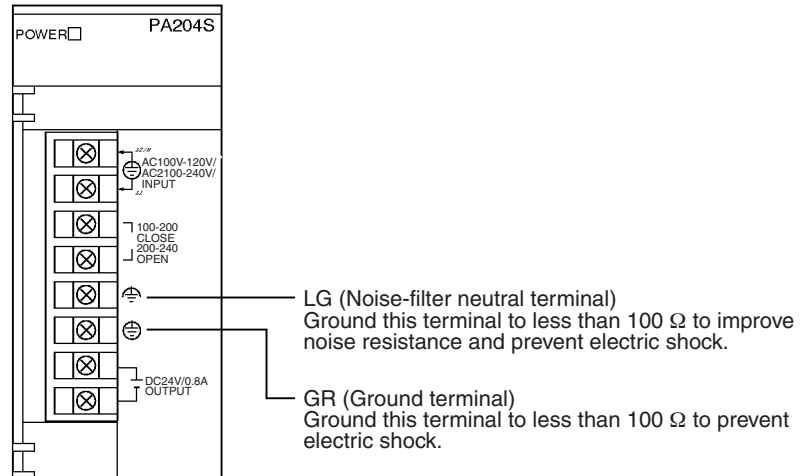 POWER
PA204S
L2/N
AC100V-120V/
AC2100-240V/
INPUT
100-200
CLOSE
200-240
OPEN
LG (Noise-filter neutral terminal)
Ground this terminal to less than 100 Ω to improve
noise resistance and prevent electric shock.
DC24V/0.8A
OUTPUT
GR (Ground terminal)
Ground this terminal to less than 100 Ω to prevent
electric shock.